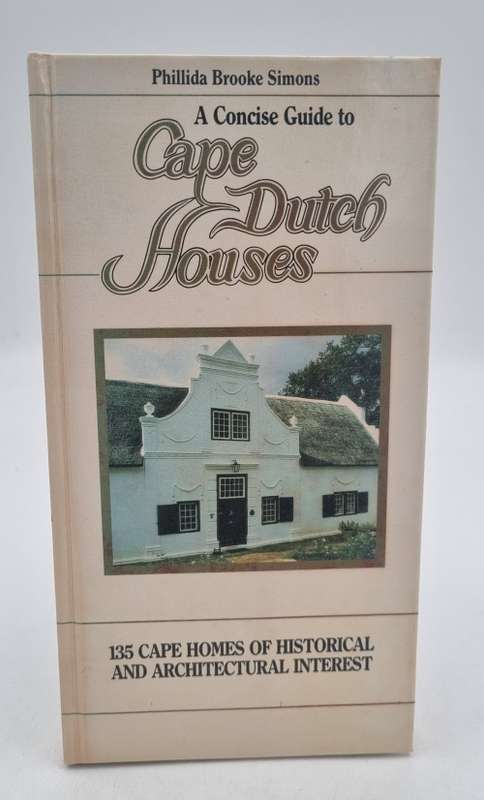 Phillida Brooke Simons
A Concise Guide to
Cape
Dutch
Houses
135 CAPE HOMES OF HISTORICAL
AND ARCHITECTURAL INTEREST